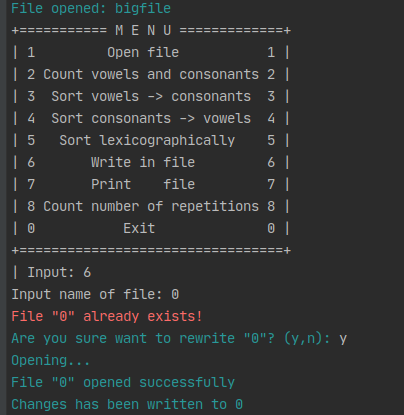 File opened: bigfile
+=========== M E N U =============+
| 1         Open file           1 |
| 2 Count vowels and consonants 2 |
| 3  Sort vowels -> consonants  3 |
| 4  Sort consonants -> vowels  4 |
| 5   Sort lexicographically    5 |
| 6       Write in file         6 |
| 7       Print    file         7 |
| 8 Count number of repetitions 8 |
| 0           Exit              0 |
+=================================+
| Input: 6
Input name of file: 0
File "0" already exists!
Are you sure want to rewrite "0"? (y,n): y
Opening...
File "0" opened successfully
Changes has been written to 0